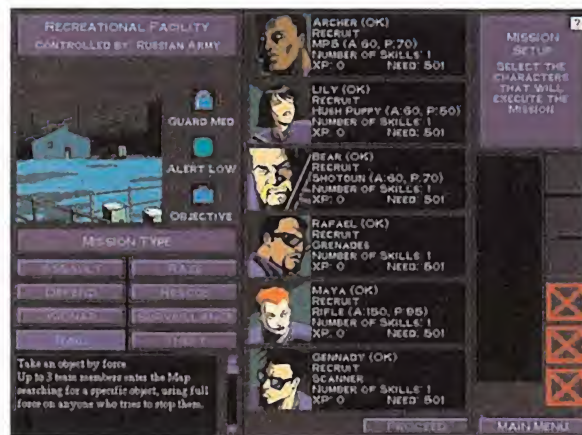 RECREATIONAL FACILITY
CONTROLLED BY: RUSSIAN ARMY
GUARD MED
ALERT LOW
OBJECTIVE
MISSION TYPE
ASSAULT
DEFEND
RESCUE
SURVEILLANCE
Take an object by force
Up to 3 team members enter the Map
searching for a specific object, using full
force on anyone who tries to stop them.
ARCHER (OK)
RECRUIT
MP5 (A:60, P:70)
NUMBER OF SKILLS: 1
XP: 0 NEED: 501
LILY (OK)
RECRUIT
HUSH PUPPY (A:60, P:50)
NUMBER OF SKILLS: 1
XP: 0 NEED: 501
BEAR (OK)
RECRUIT
SHOTGUN (A:60, P:70)
NUMBER OF SKILLS: 1
XP: 0 NEED: 501
RAFAEL (OK)
RECRUIT
GRENADES
NUMBER OF SKILLS: 1
XP: 0 NEED: 501
MAYA (OK)
RECRUIT
RIFLE (A:150, P:95)
NUMBER OF SKILLS: 1
XP: 0 NEED: 501
GENNADY (OK)
RECRUIT
SCANNER
NUMBER OF SKILLS: 1
XP: 0 NEED: 501
PROCEED
?
MISSION
SETUP
SELECT THE
CHARACTERS
THAT WILL
EXECUTE THE
MISSION
MAIN MENU